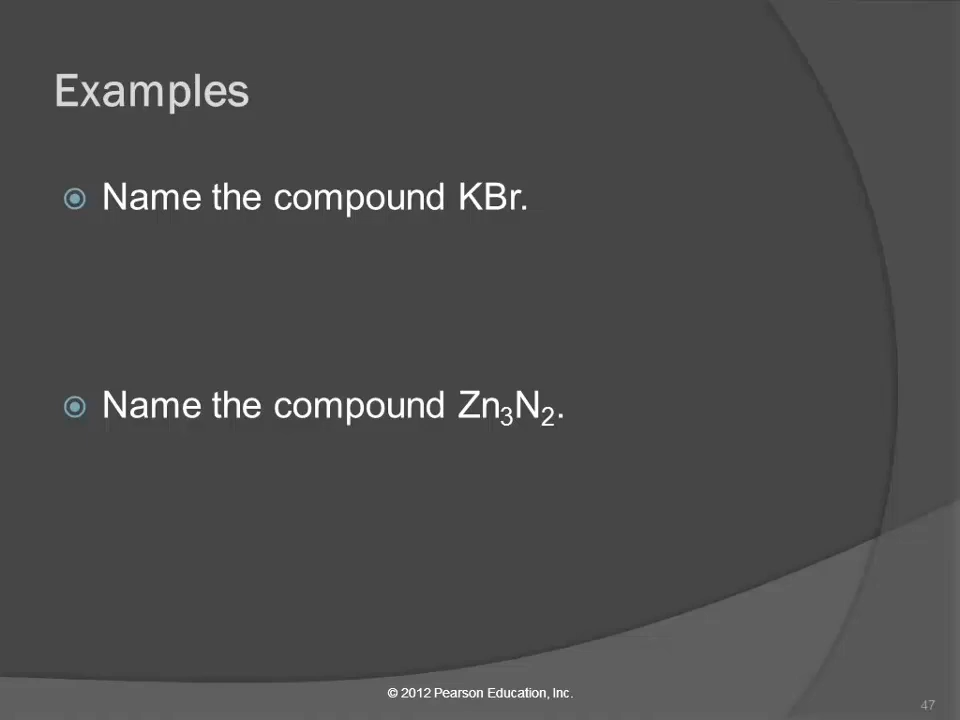 Examples
Name the compound KBr.
Name the compound Zn₃N₂.
© 2012 Pearson Education, Inc.
47